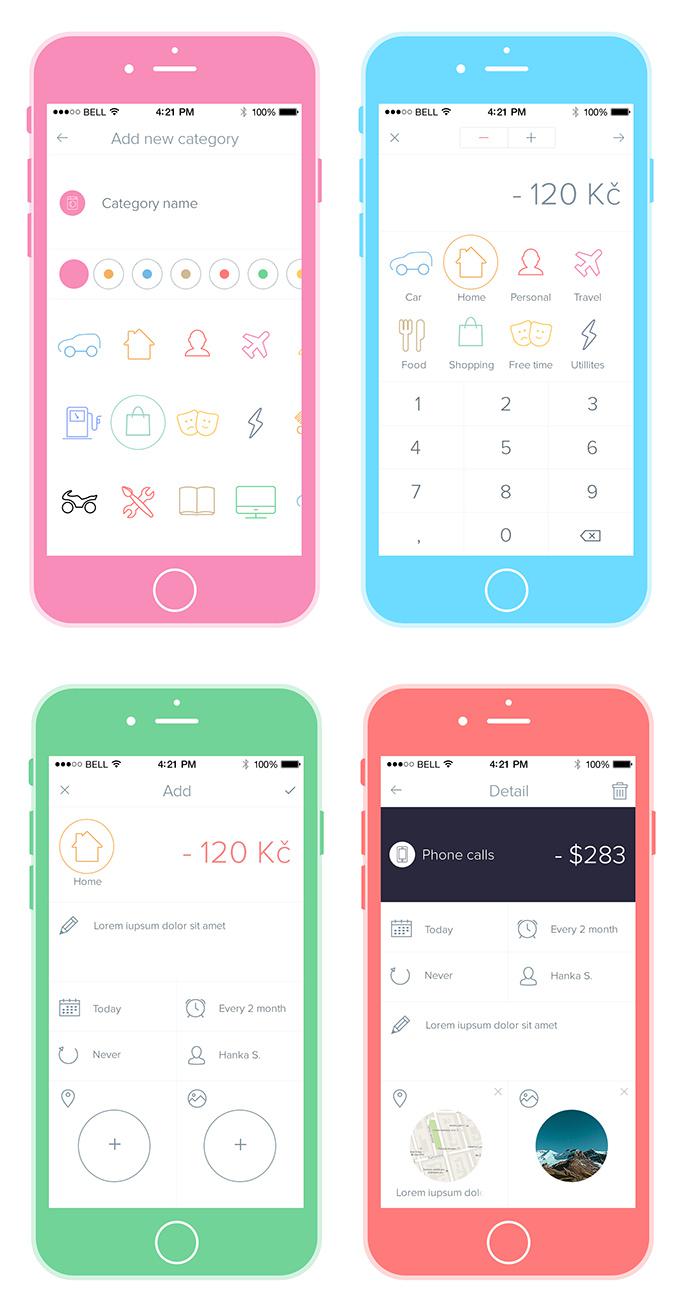 BELL 4:21 PM 100%
Add new category
Category name
BELL 4:21 PM 100%
− +
- 120 Kč
Car Home Personal Travel
Food Shopping Free time Utillites
1 2 3
4 5 6
7 8 9
, 0
BELL 4:21 PM 100%
Add
- 120 Kč
Home
Lorem iupsum dolor sit amet
Today Every 2 month
Never Hanka S.
+ +
BELL 4:21 PM 100%
Detail
Phone calls - $283
Today Every 2 month
Never Hanka S.
Lorem iupsum dolor sit amet
Lorem iupsum dol